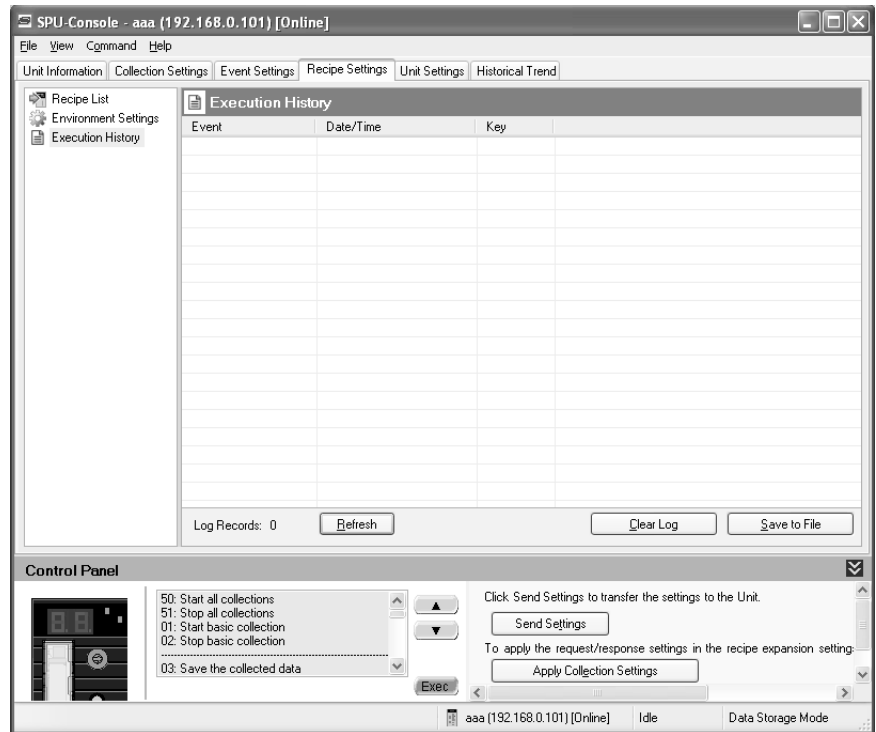 SPU-Console - aaa (192.168.0.101) [Online]
File View Command Help
Unit Information Collection Settings Event Settings Recipe Settings Unit Settings Historical Trend
Recipe List
Environment Settings
Execution History
Execution History
Event Date/Time Key
Log Records: 0 Refresh Clear Log Save to File
Control Panel
50: Start all collections
51: Stop all collections
01: Start basic collection
02: Stop basic collection
03: Save the collected data
Exec
Click Send Settings to transfer the settings to the Unit.
Send Settings
To apply the request/response settings in the recipe expansion setting
Apply Collection Settings
aaa (192.168.0.101) [Online] Idle Data Storage Mode